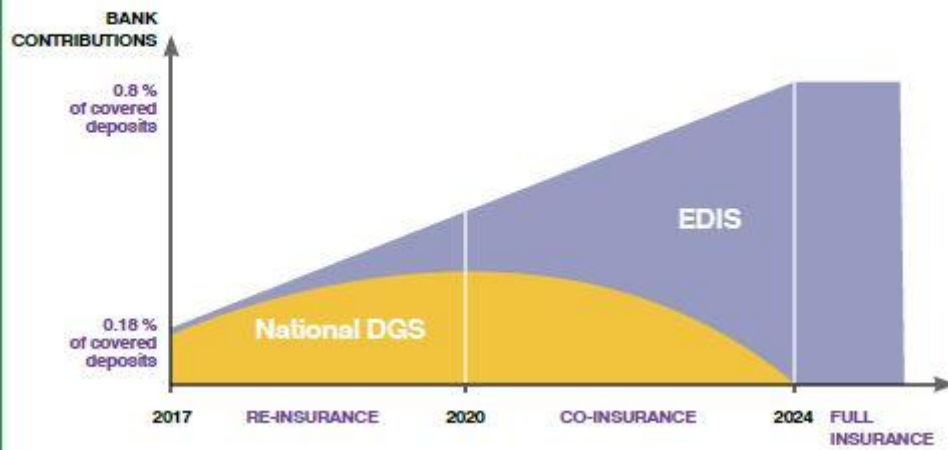 BANK
CONTRIBUTIONS
0.8 %
of covered
deposits
EDIS
National DGS
0.18 %
of covered
deposits
2017 RE-INSURANCE 2020 CO-INSURANCE 2024 FULL
INSURANCE